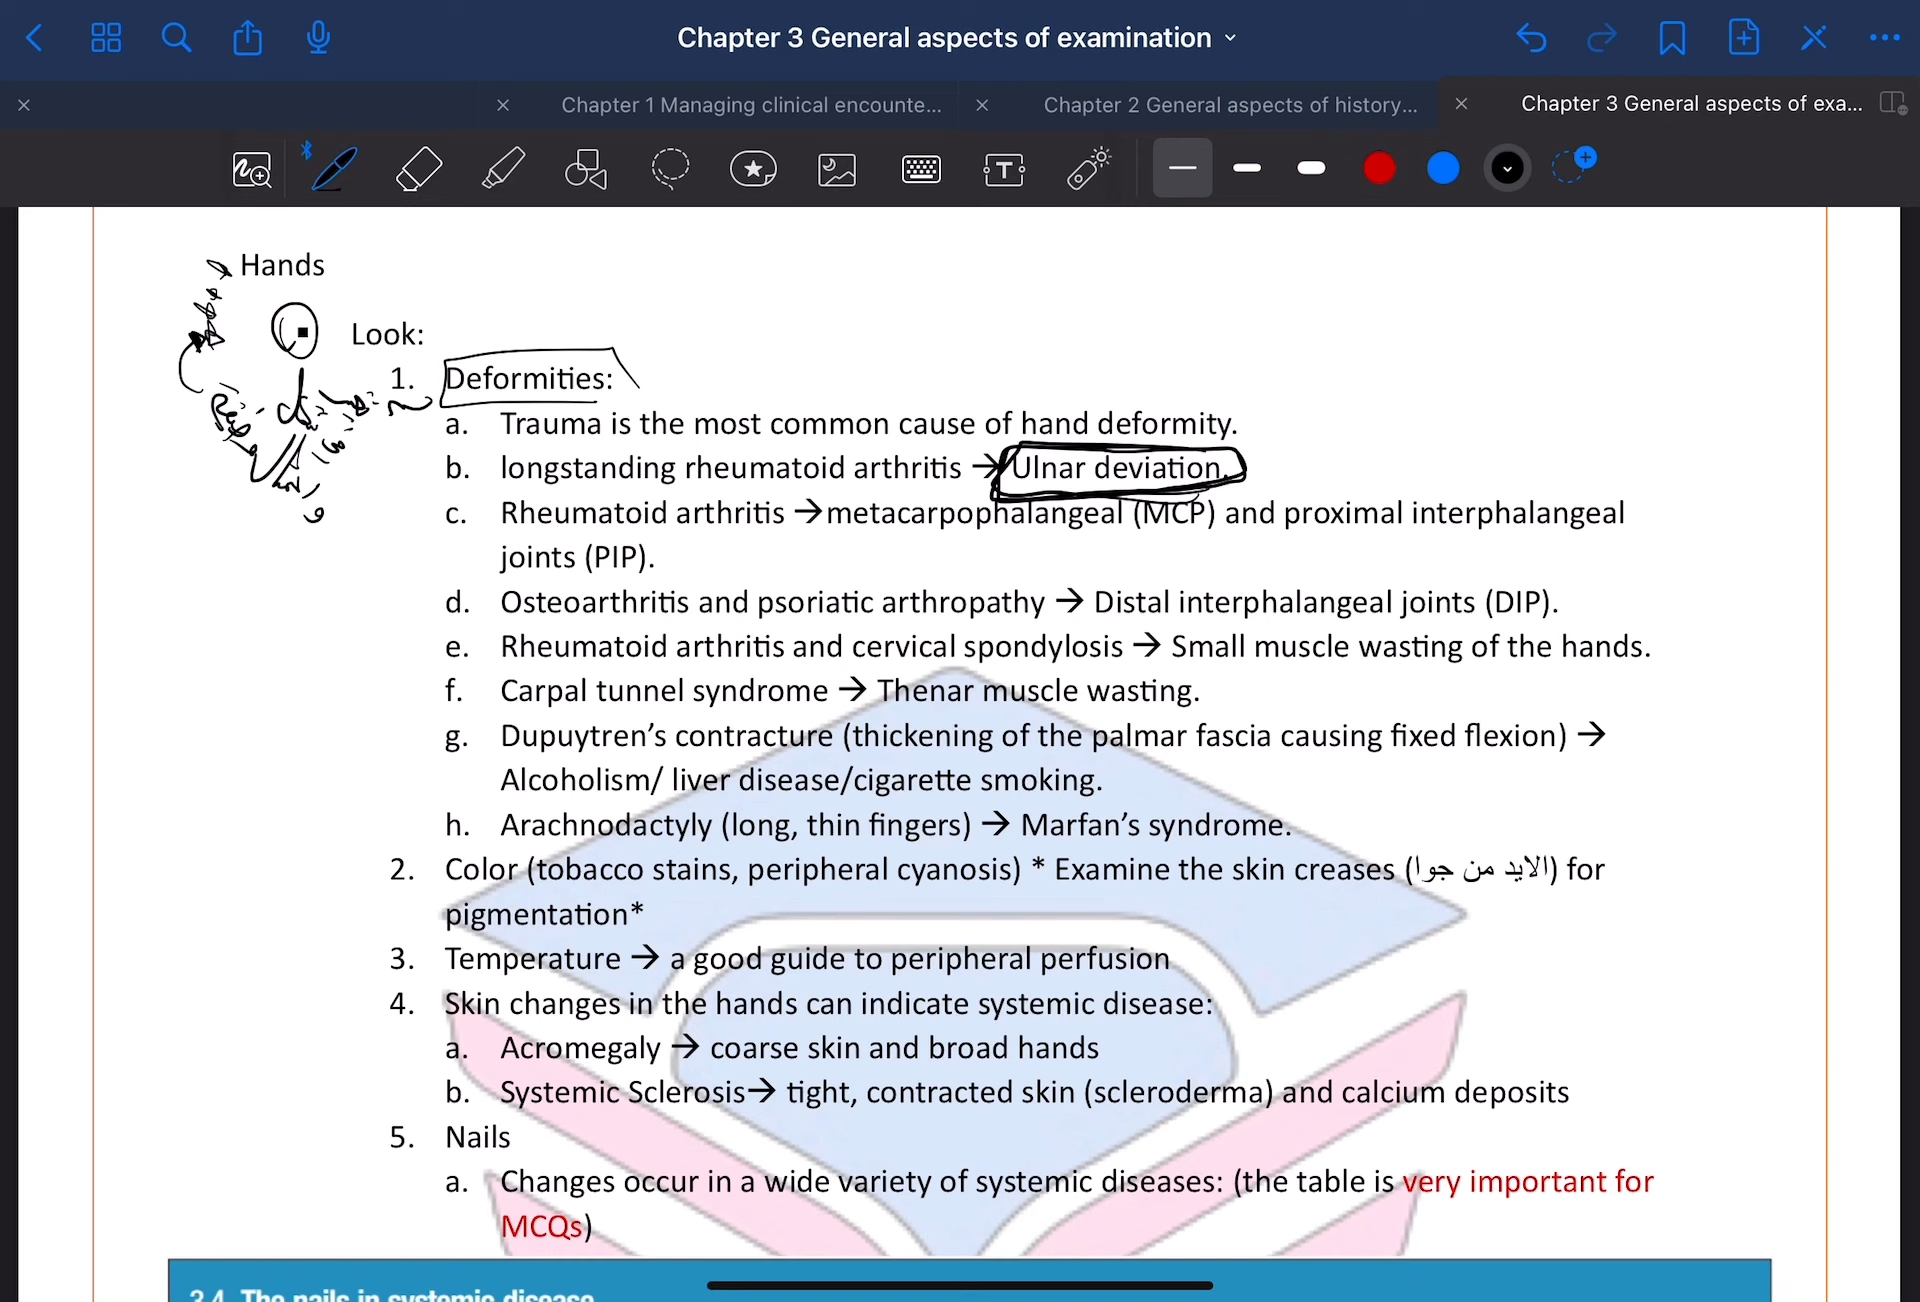 Chapter 3 General aspects of examination
Chapter 1 Managing clinical encounte...
Chapter 2 General aspects of history...
Chapter 3 General aspects of exa...
T
Hands
Look:
1. Deformities:
a. Trauma is the most common cause of hand deformity.
b. longstanding rheumatoid arthritis → Ulnar deviation.
c. Rheumatoid arthritis →metacarpophalangeal (MCP) and proximal interphalangeal
joints (PIP).
d. Osteoarthritis and psoriatic arthropathy → Distal interphalangeal joints (DIP).
e. Rheumatoid arthritis and cervical spondylosis → Small muscle wasting of the hands.
f. Carpal tunnel syndrome → Thenar muscle wasting.
g. Dupuytren’s contracture (thickening of the palmar fascia causing fixed flexion) →
Alcoholism/ liver disease/cigarette smoking.
h. Arachnodactyly (long, thin fingers) → Marfan’s syndrome.
2. Color (tobacco stains, peripheral cyanosis) * Examine the skin creases (الايد من جوا) for
pigmentation*
3. Temperature → a good guide to peripheral perfusion
4. Skin changes in the hands can indicate systemic disease:
a. Acromegaly → coarse skin and broad hands
b. Systemic Sclerosis→ tight, contracted skin (scleroderma) and calcium deposits
5. Nails
a. Changes occur in a wide variety of systemic diseases: (the table is very important for
MCQs)
3.4 The nails in systemic disease